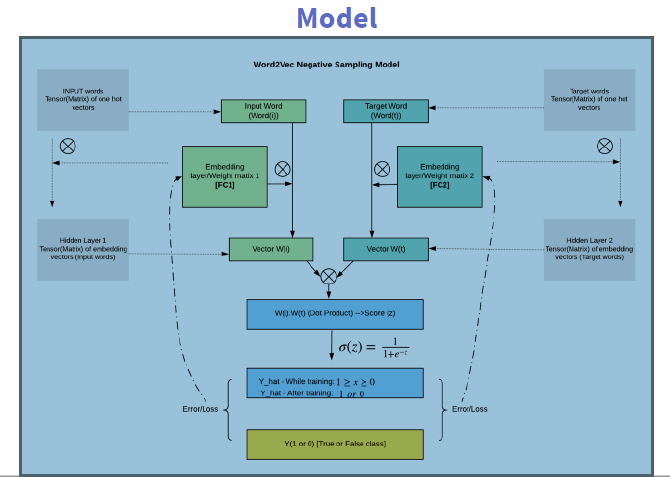 Model
Word2Vec Negative Sampling Model
INPUT words
Tensor(Matrix) of one hot
vectors
Input Word
(Word(i))
Target Word
(Word(t))
Target words
Tensor(Matrix) of one hot
vectors
Embedding
layer/Weight matix 1
[FC1]
Embedding
layer/Weight matix 2
[FC2]
Hidden Layer 1
Tensor(Matrix) of embedding
vectors (Input words)
Vector W(i)
Vector W(t)
Hidden Layer 2
Tensor(Matrix) of embedding
vectors (Target words)
W(i).W(t) (Dot Product) -->Score (z)
σ(z) = 1/1+e^-t
Y_hat - While training: 1 ≥ x ≥ 0
Y_hat - After training: 1 or 0
Error/Loss
Error/Loss
Y(1 or 0) [True or False class]